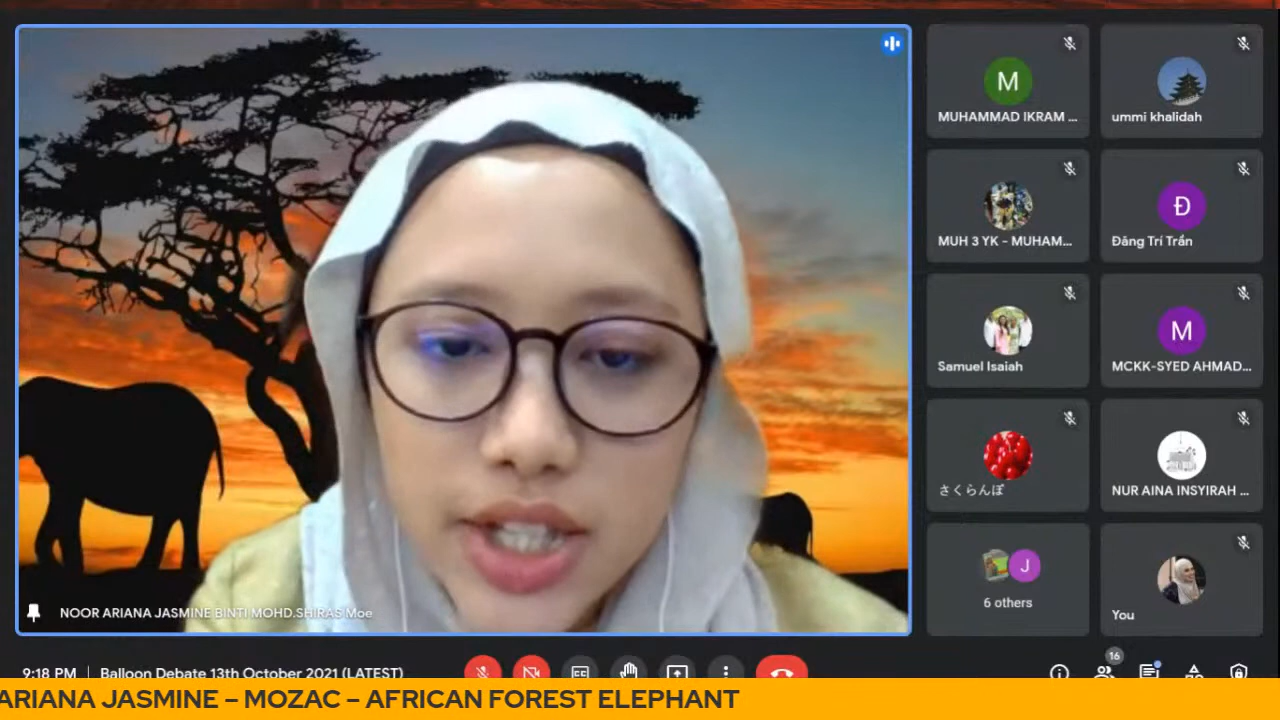 M
MUHAMMAD IKRAM ...
ummi khalidah
MUH 3 YK - MUHAM...
Đ
Đăng Trí Trần
Samuel Isaiah
M
MCKK-SYED AHMAD...
さくらんぼ
NUR AINA INSYIRAH ...
J
6 others
You
NOOR ARIANA JASMINE BINTI MOHD.SHIRAS Moe
9:18 PM | Balloon Debate 13th October 2021 (LATEST)
CC
16
ARIANA JASMINE – MOZAC – AFRICAN FOREST ELEPHANT